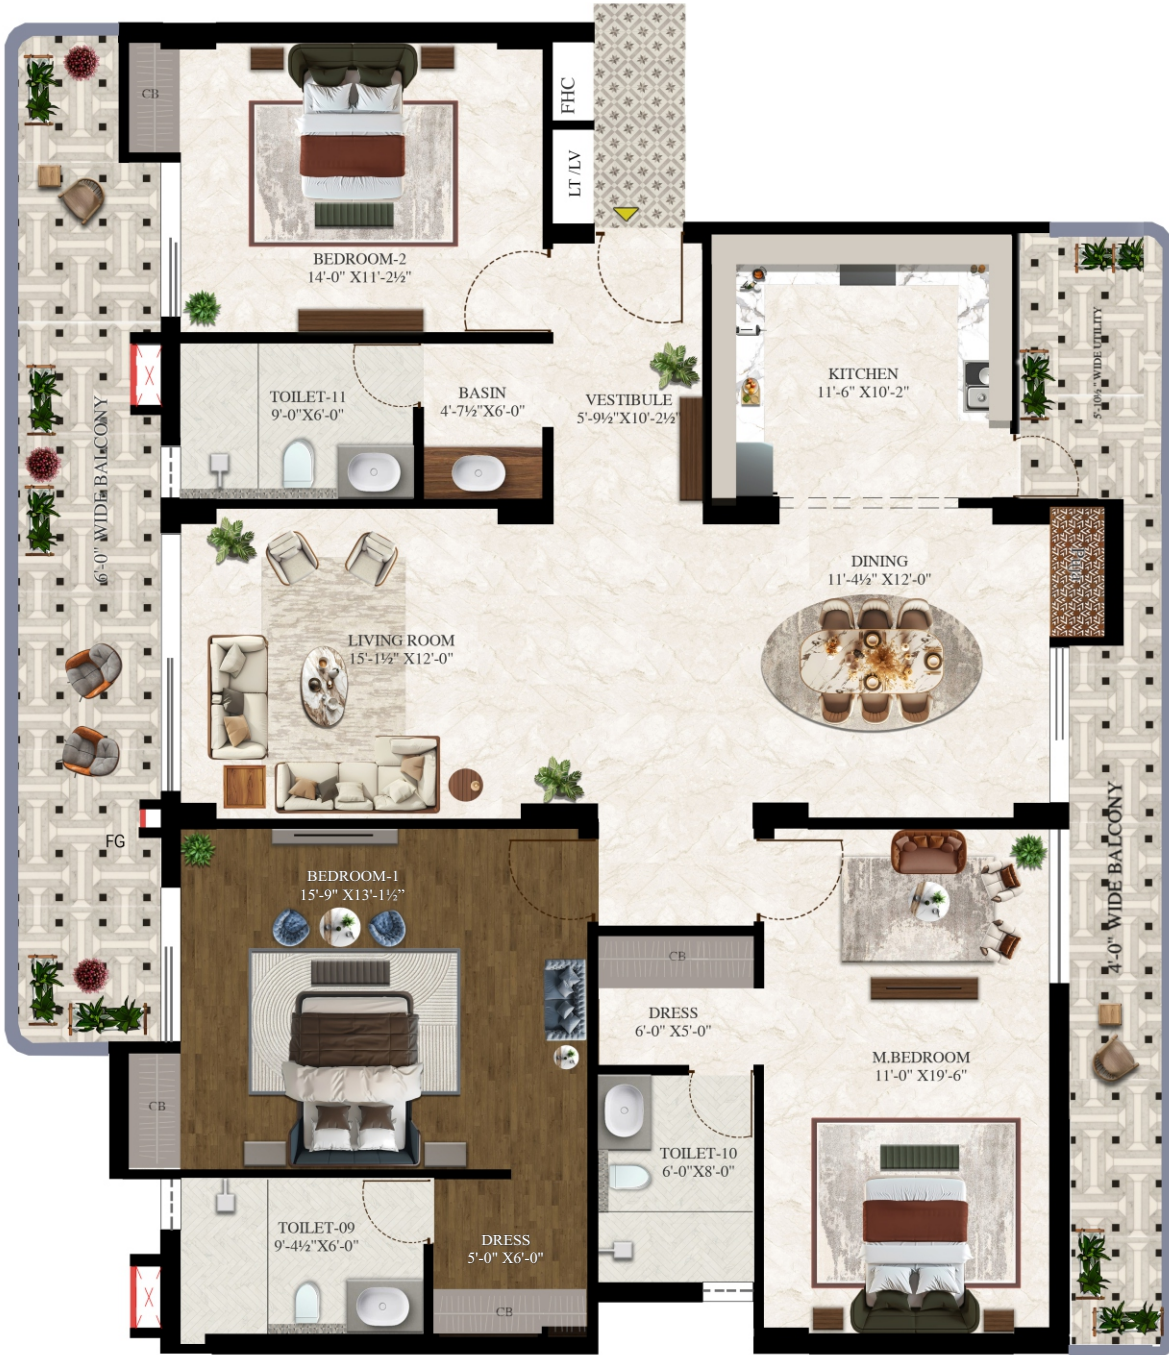 CB
FHC
LT /LV
BEDROOM-2
14'-0" X11'-2½"
5'-10½" WIDE UTILITY
KITCHEN
11'-6" X10'-2"
TOILET-11
9'-0"X6'-0"
BASIN
4'-7½"X6'-0"
VESTIBULE
5'-9½"X10'-2½"
6'-0" WIDE BALCONY
DINING
11'-4½" X12'-0"
LIVING ROOM
15'-1½" X12'-0"
FG
BEDROOM-1
15'-9" X13'-1½"
4'-0" WIDE BALCONY
CB
DRESS
6'-0" X5'-0"
M.BEDROOM
11'-0" X19'-6"
CB
TOILET-10
6'-0"X8'-0"
TOILET-09
9'-4½"X6'-0"
DRESS
5'-0" X6'-0"
CB